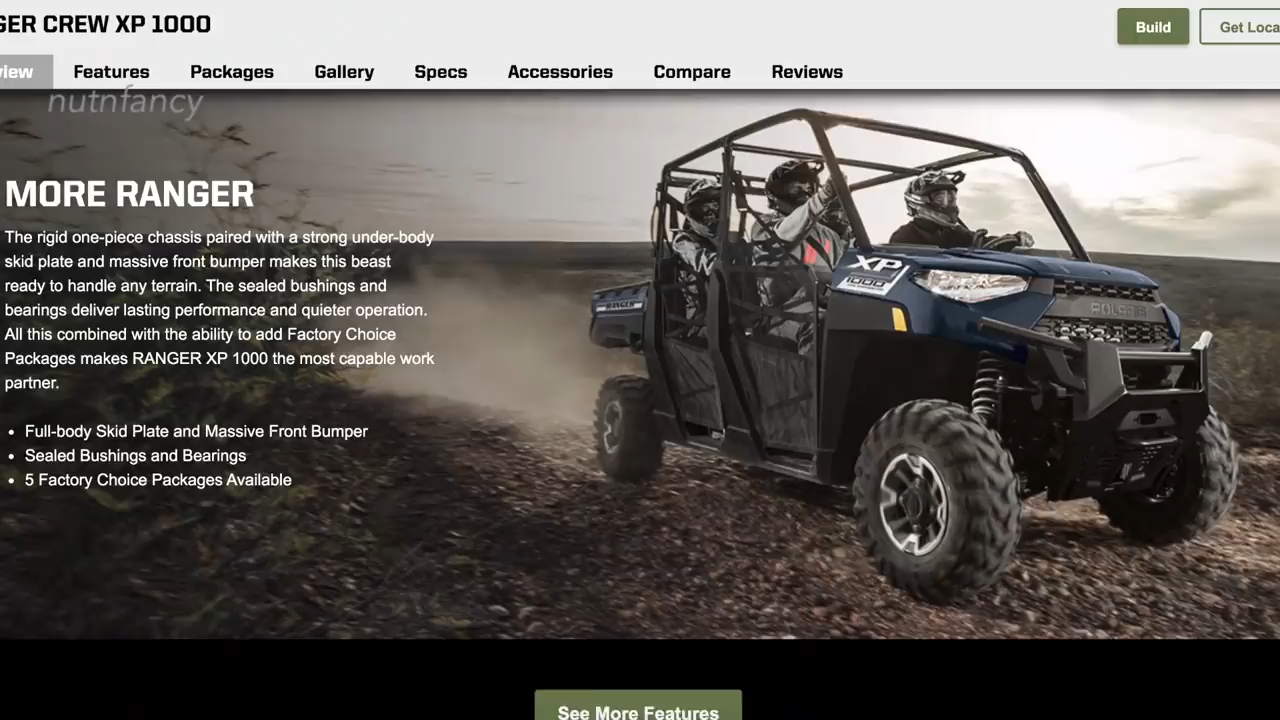 GER CREW XP 1000
Build
Get Loca
view
Features
Packages
Gallery
Specs
Accessories
Compare
Reviews
nutnfancy
MORE RANGER
The rigid one-piece chassis paired with a strong under-body
skid plate and massive front bumper makes this beast
ready to handle any terrain. The sealed bushings and
bearings deliver lasting performance and quieter operation.
All this combined with the ability to add Factory Choice
Packages makes RANGER XP 1000 the most capable work
partner.
• Full-body Skid Plate and Massive Front Bumper
• Sealed Bushings and Bearings
• 5 Factory Choice Packages Available
XP
1000
RANGER
POLARIS
See More Features